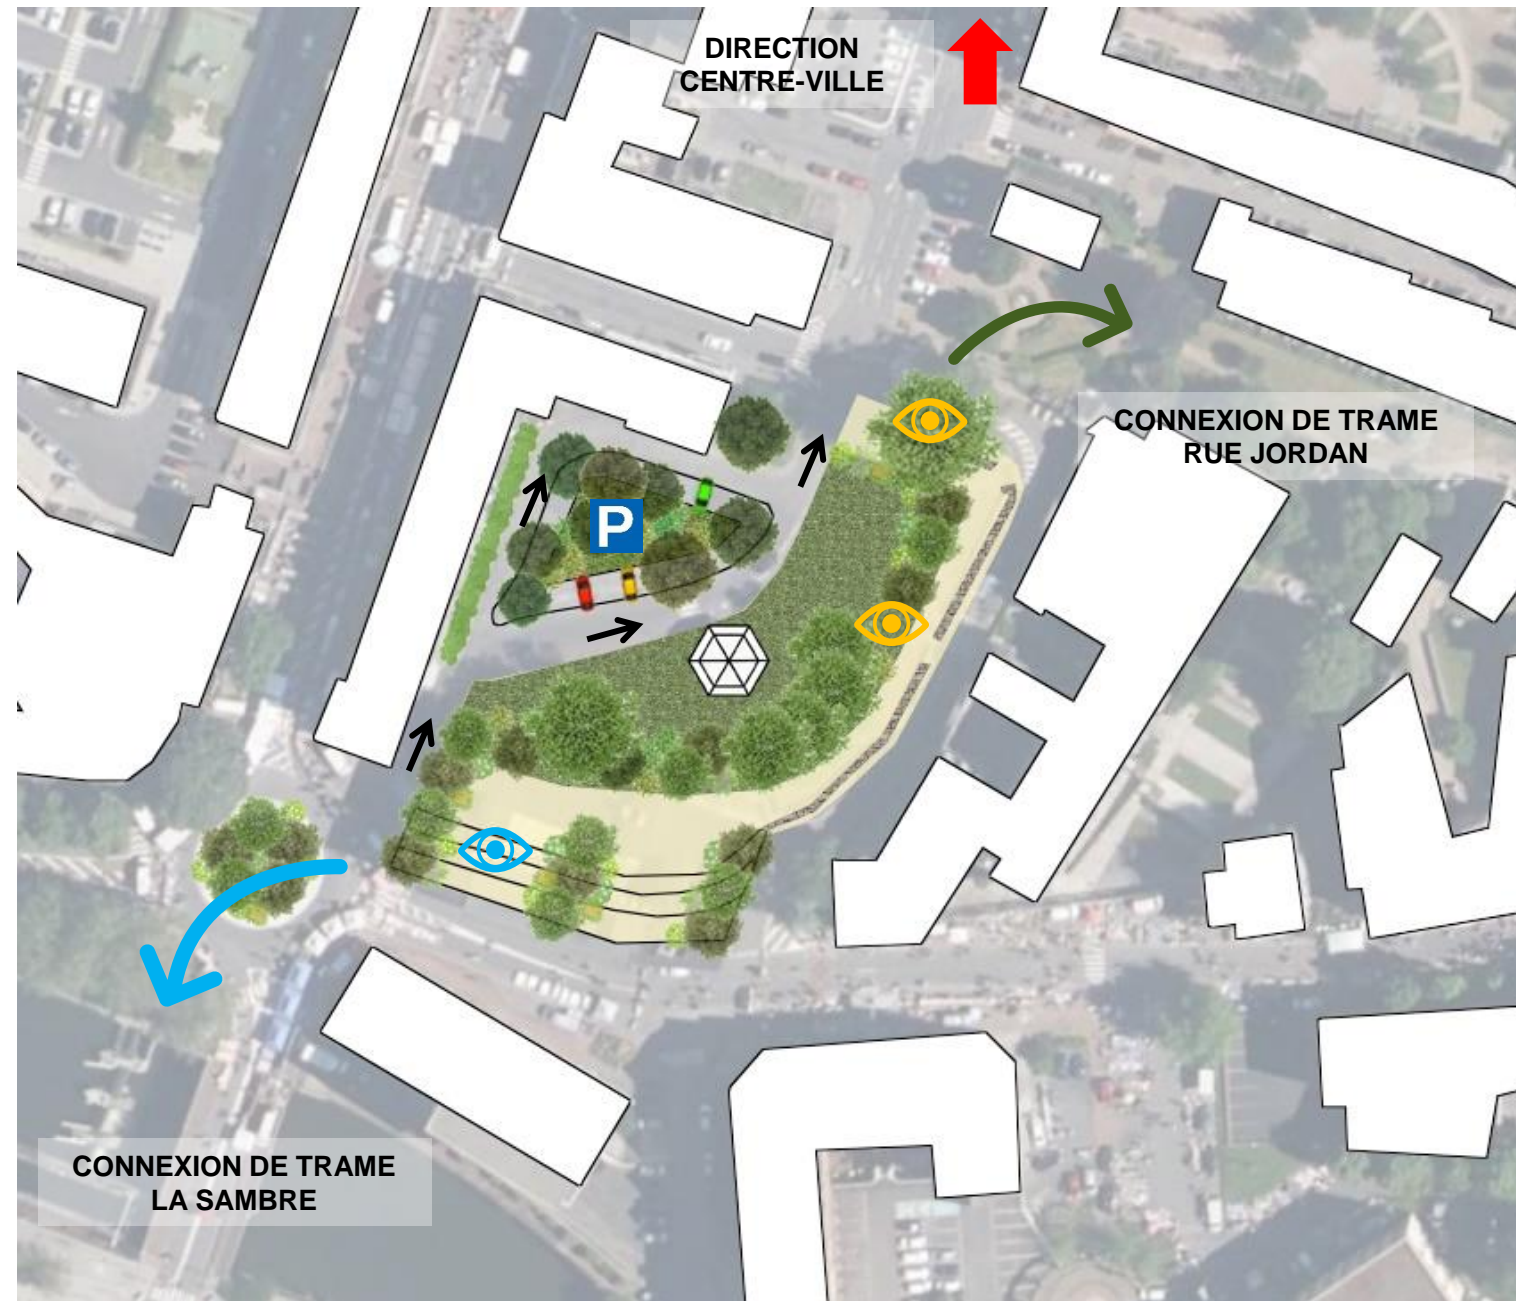 DIRECTION
CENTRE-VILLE
CONNEXION DE TRAME
RUE JORDAN
P
CONNEXION DE TRAME
LA SAMBRE